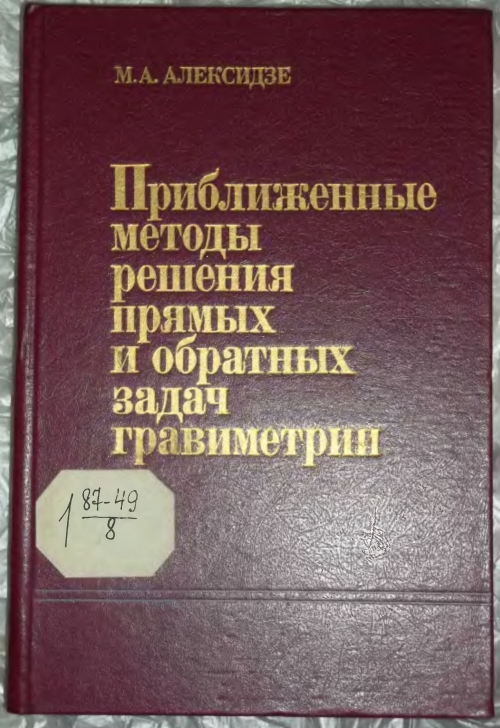 М.А. АЛЕКСИДЗЕ
Приближенные
методы
решения
прямых
и обратных
задач
гравиметрии
1 87-49
8